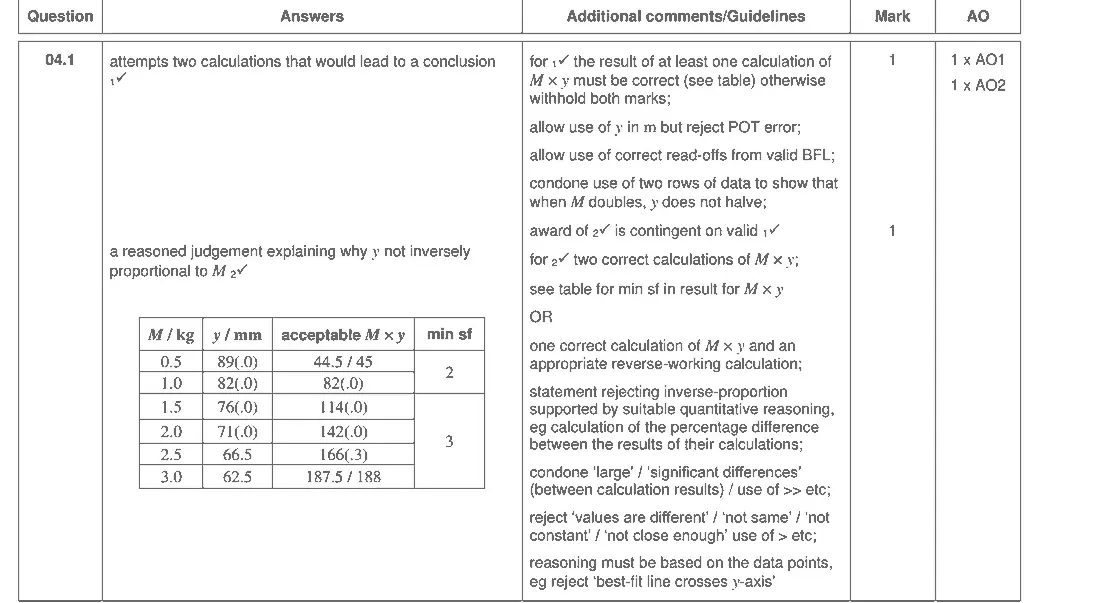 Question Answers Additional comments/Guidelines Mark AO
04.1 attempts two calculations that would lead to a conclusion
₁✓
a reasoned judgement explaining why y not inversely
proportional to M ₂✓
M / kg y / mm acceptable M × y min sf
0.5 89(.0) 44.5 / 45 2
1.0 82(.0) 82(.0)
1.5 76(.0) 114(.0) 3
2.0 71(.0) 142(.0)
2.5 66.5 166(.3)
3.0 62.5 187.5 / 188
for ₁✓ the result of at least one calculation of
M × y must be correct (see table) otherwise
withhold both marks;
allow use of y in m but reject POT error;
allow use of correct read-offs from valid BFL;
condone use of two rows of data to show that
when M doubles, y does not halve;
award of ₂✓ is contingent on valid ₁✓
for ₂✓ two correct calculations of M × y;
see table for min sf in result for M × y
OR
one correct calculation of M × y and an
appropriate reverse-working calculation;
statement rejecting inverse-proportion
supported by suitable quantitative reasoning,
eg calculation of the percentage difference
between the results of their calculations;
condone 'large' / 'significant differences'
(between calculation results) / use of >> etc;
reject 'values are different' / 'not same' / 'not
constant' / 'not close enough' use of > etc;
reasoning must be based on the data points,
eg reject 'best-fit line crosses y-axis'
1
1
1 x AO1
1 x AO2